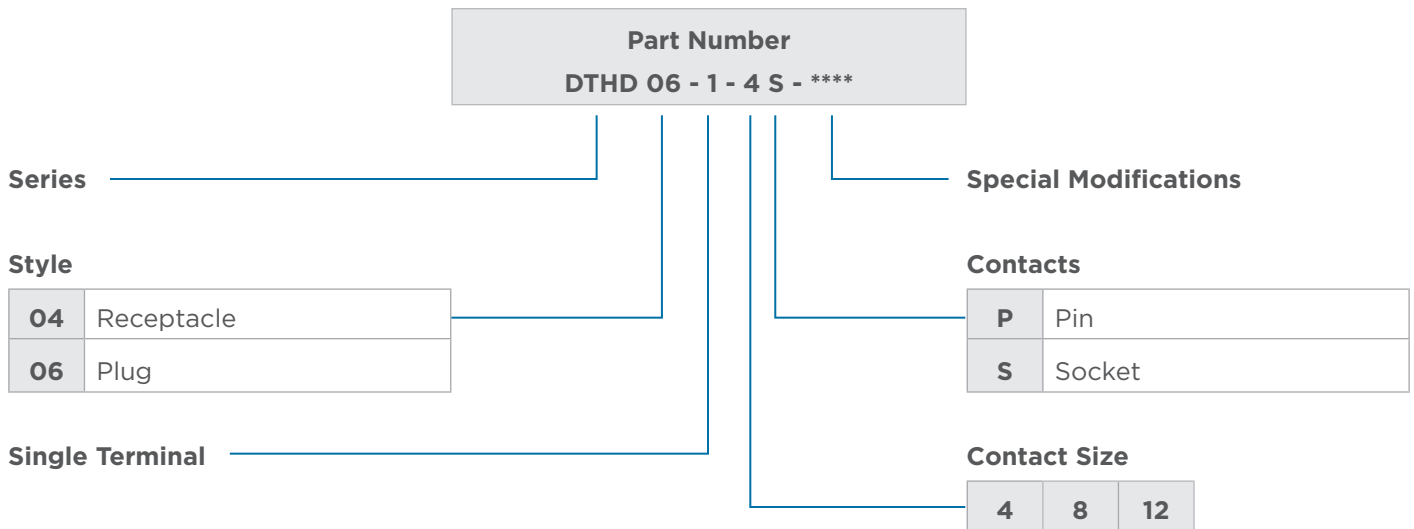 Part Number
DTHD 06 - 1 - 4 S - ****
Series
Special Modifications
Style
04 Receptacle
06 Plug
Contacts
P Pin
S Socket
Single Terminal
Contact Size
4 8 12